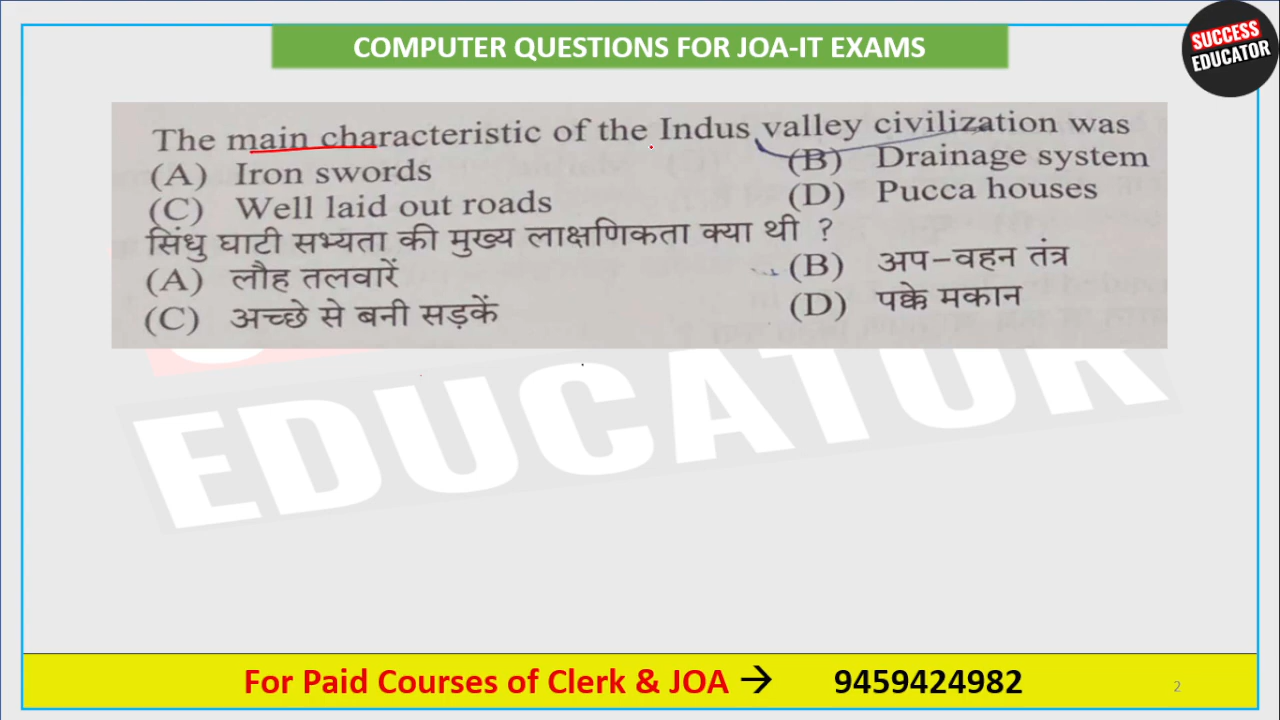 COMPUTER QUESTIONS FOR JOA-IT EXAMS
SUCCESS
EDUCATOR
The main characteristic of the Indus valley civilization was
(A) Iron swords (B) Drainage system
(C) Well laid out roads (D) Pucca houses
सिंधु घाटी सभ्यता की मुख्य लाक्षणिकता क्या थी ?
(A) लौह तलवारें (B) अप-वहन तंत्र
(C) अच्छे से बनी सड़कें (D) पक्के मकान
EDUCATOR
For Paid Courses of Clerk & JOA → 9459424982
2